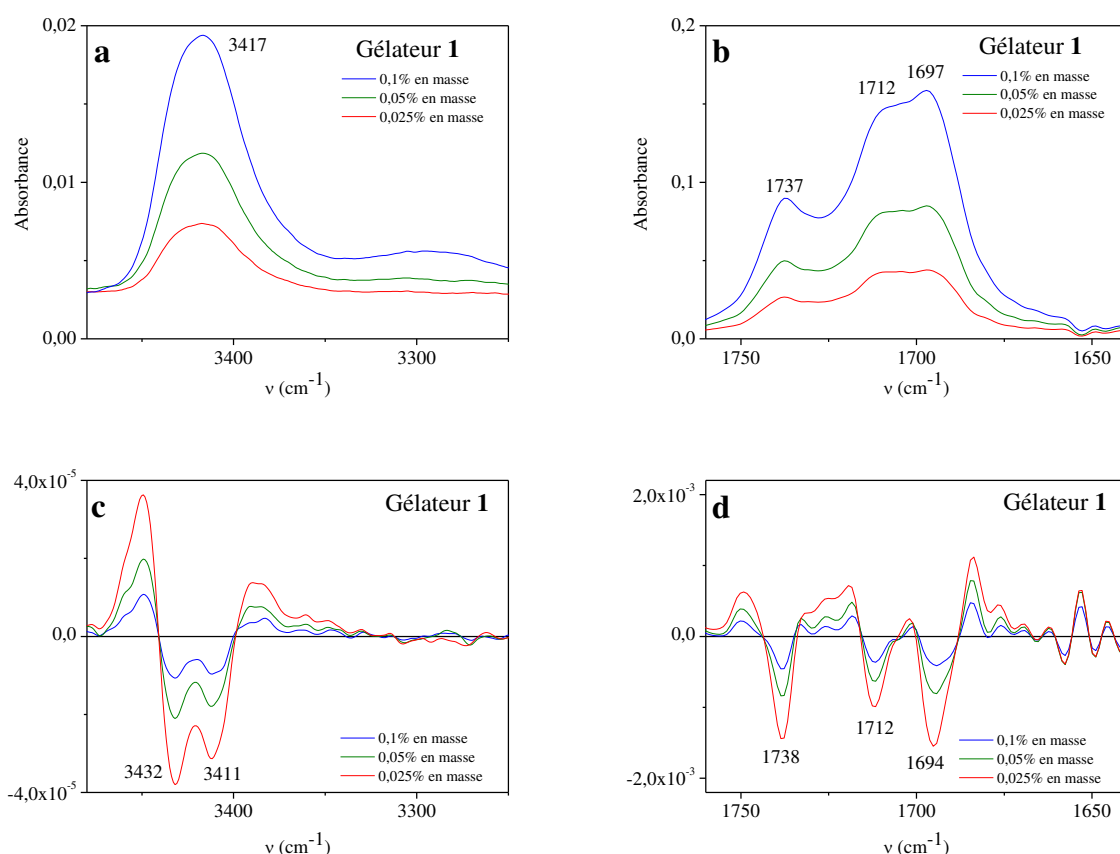 a
Gélateur 1
3417
0,1% en masse
0,05% en masse
0,025% en masse
Absorbance
0,02
0,01
0,00
3400
3300
ν (cm-1)
b
Gélateur 1
1712
1697
1737
0,1% en masse
0,05% en masse
0,025% en masse
Absorbance
0,2
0,1
0,0
1750
1700
1650
ν (cm-1)
c
Gélateur 1
4,0x10-5
0,0
-4,0x10-5
3432
3411
0,1% en masse
0,05% en masse
0,025% en masse
3400
3300
ν (cm-1)
d
Gélateur 1
2,0x10-3
0,0
-2,0x10-3
1738
1712
1694
0,1% en masse
0,05% en masse
0,025% en masse
1750
1700
1650
ν (cm-1)